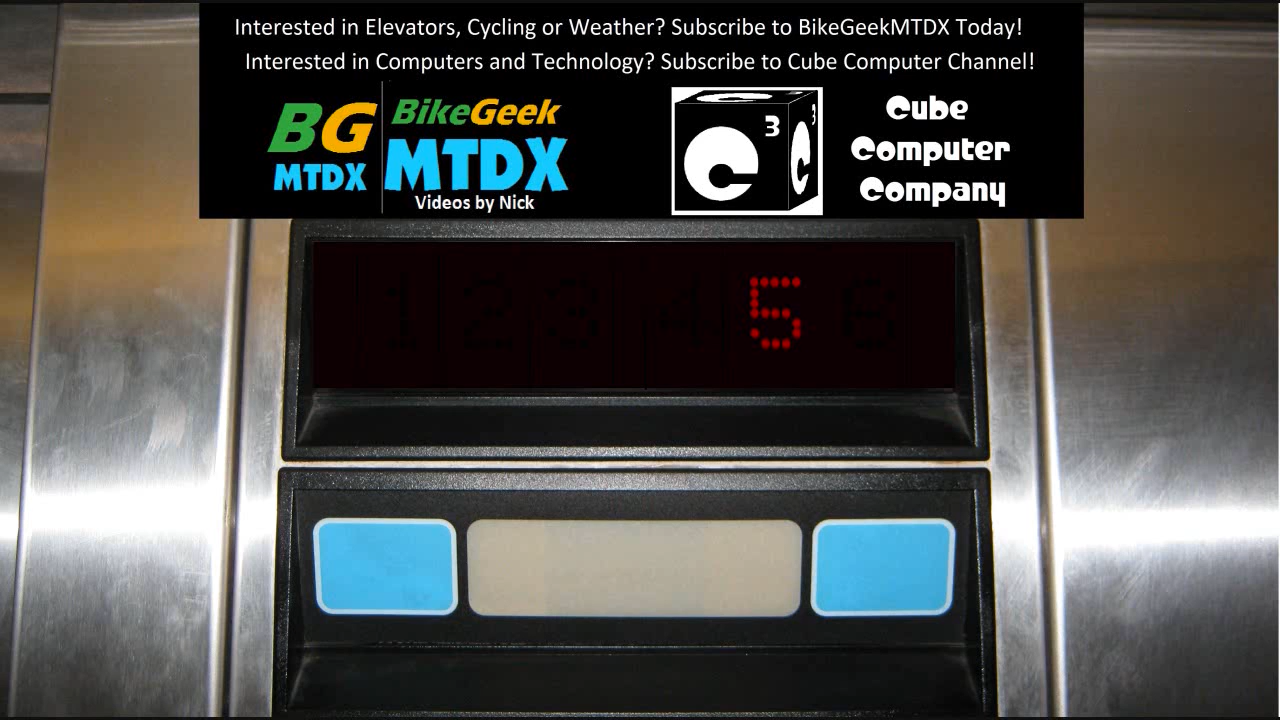 Interested in Elevators, Cycling or Weather? Subscribe to BikeGeekMTDX Today!
Interested in Computers and Technology? Subscribe to Cube Computer Channel!
BG
MTDX
BikeGeek
MTDX
Videos by Nick
C 3
C 3
Cube
Computer
Company
1 2 3 4 5 6